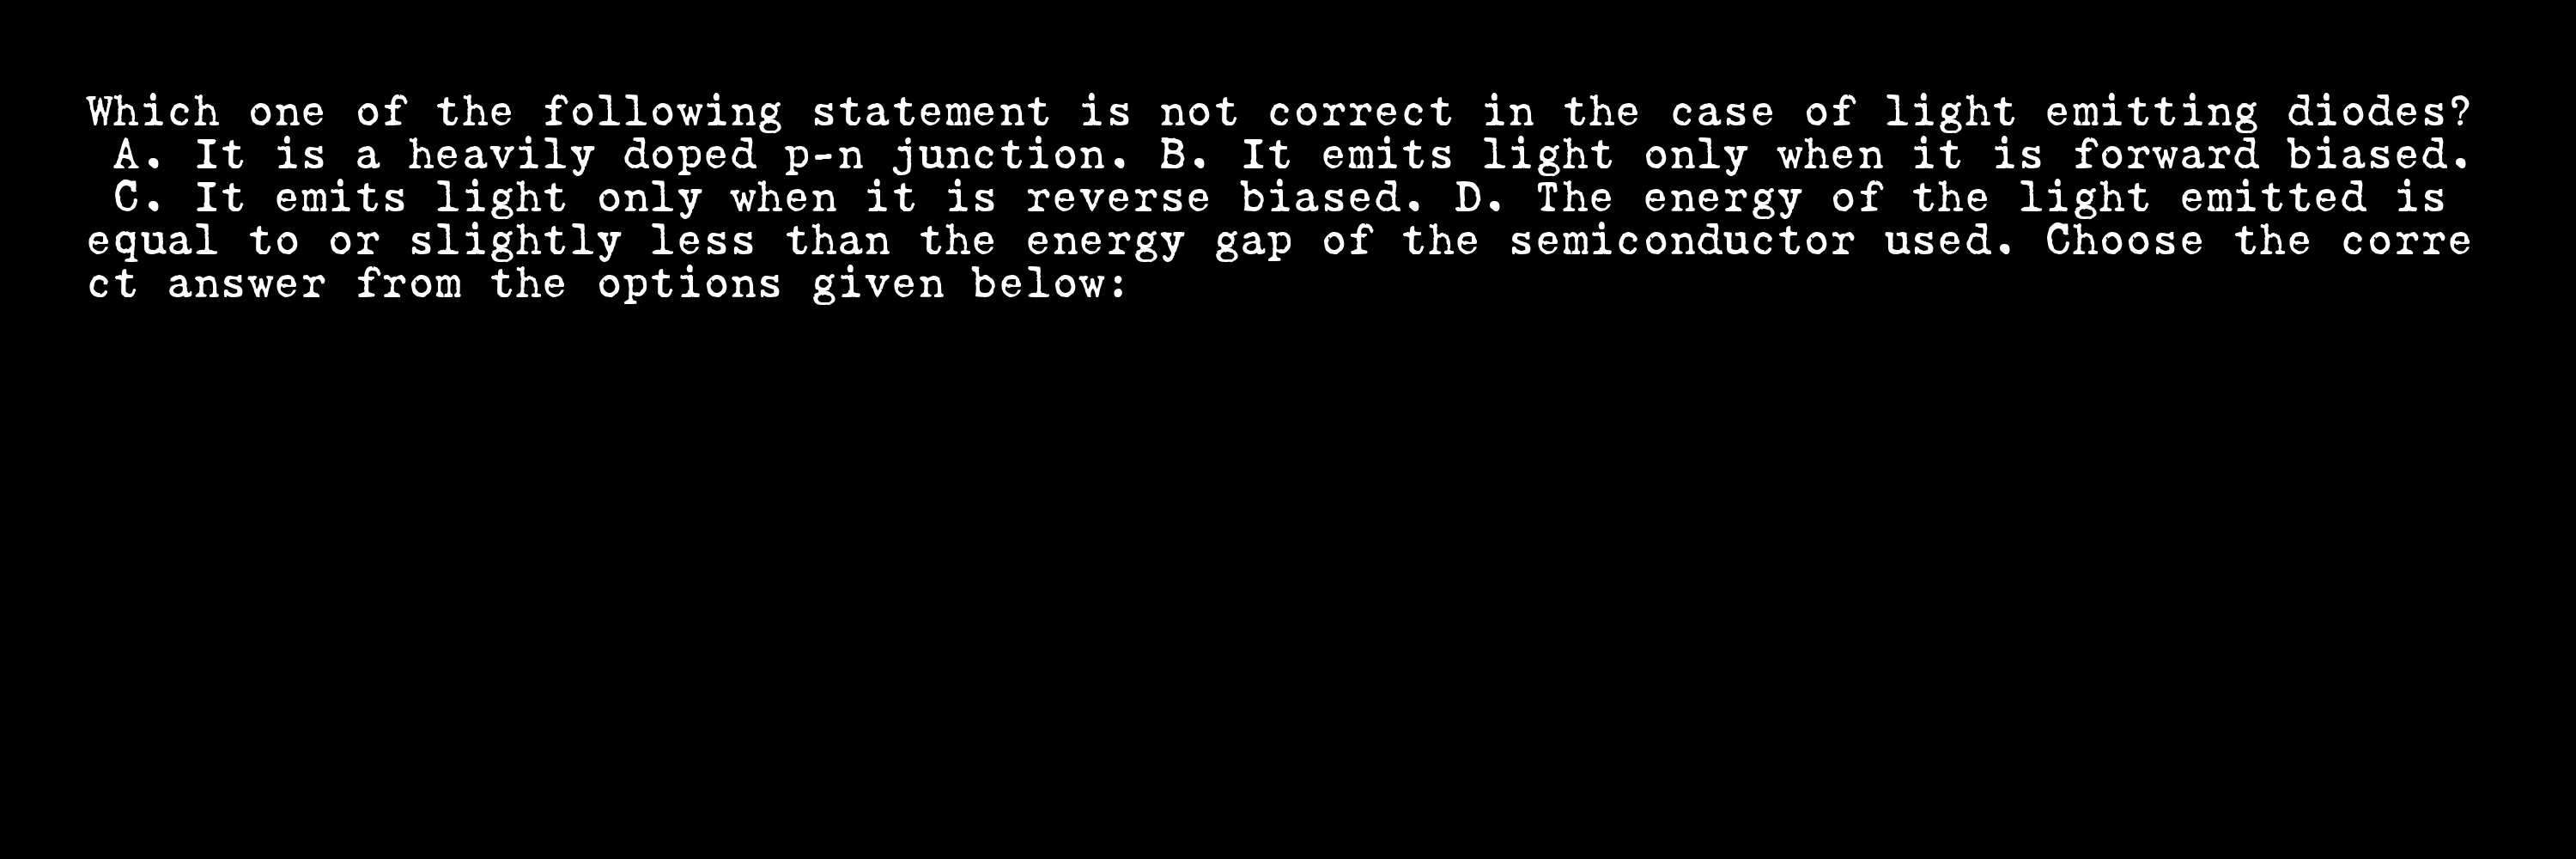 Which one of the following statement is not correct in the case of light emitting diodes?
A. It is a heavily doped p-n junction. B. It emits light only when it is forward biased.
C. It emits light only when it is reverse biased. D. The energy of the light emitted is
equal to or slightly less than the energy gap of the semiconductor used. Choose the corre
ct answer from the options given below: